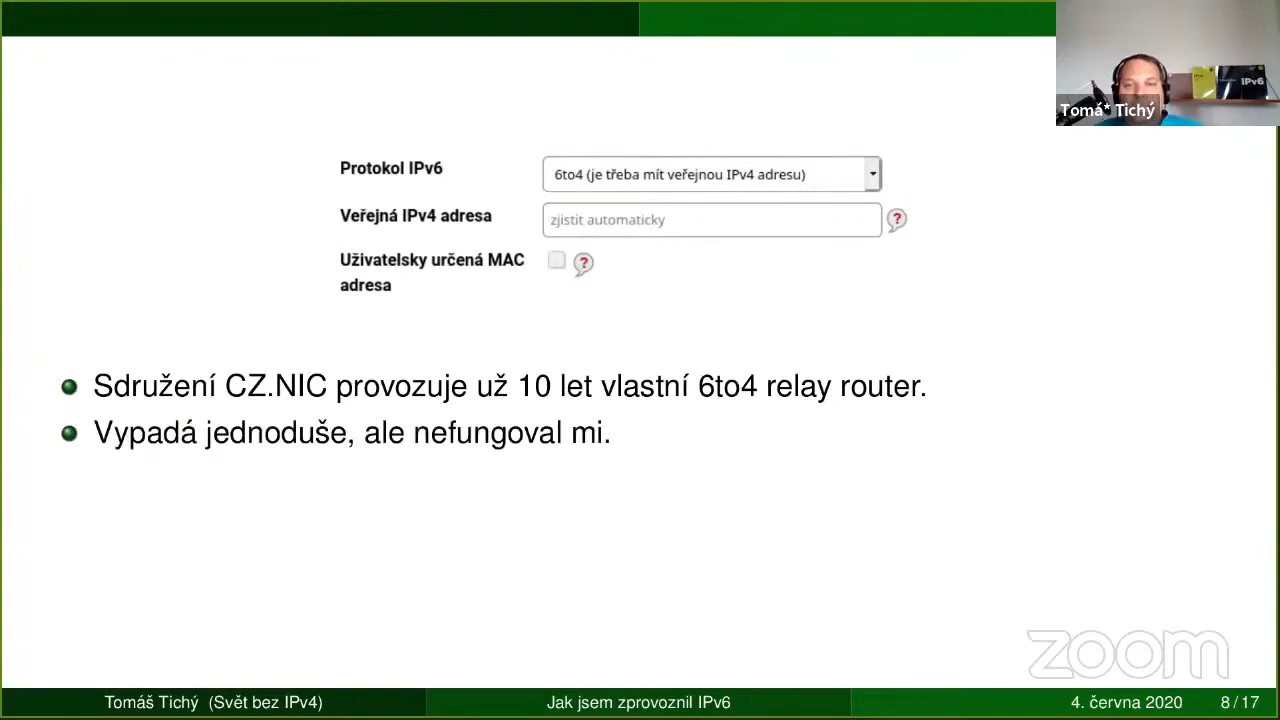 IPv6
Tomá* Tichý
Protokol IPv6
6to4 (je třeba mít veřejnou IPv4 adresu)
Veřejná IPv4 adresa
zjistit automaticky
?
Uživatelsky určená MAC
adresa
?
Sdružení CZ.NIC provozuje už 10 let vlastní 6to4 relay router.
Vypadá jednoduše, ale nefungoval mi.
zoom
Tomáš Tichý (Svět bez IPv4)
Jak jsem zprovoznil IPv6
4. června 2020
8 / 17